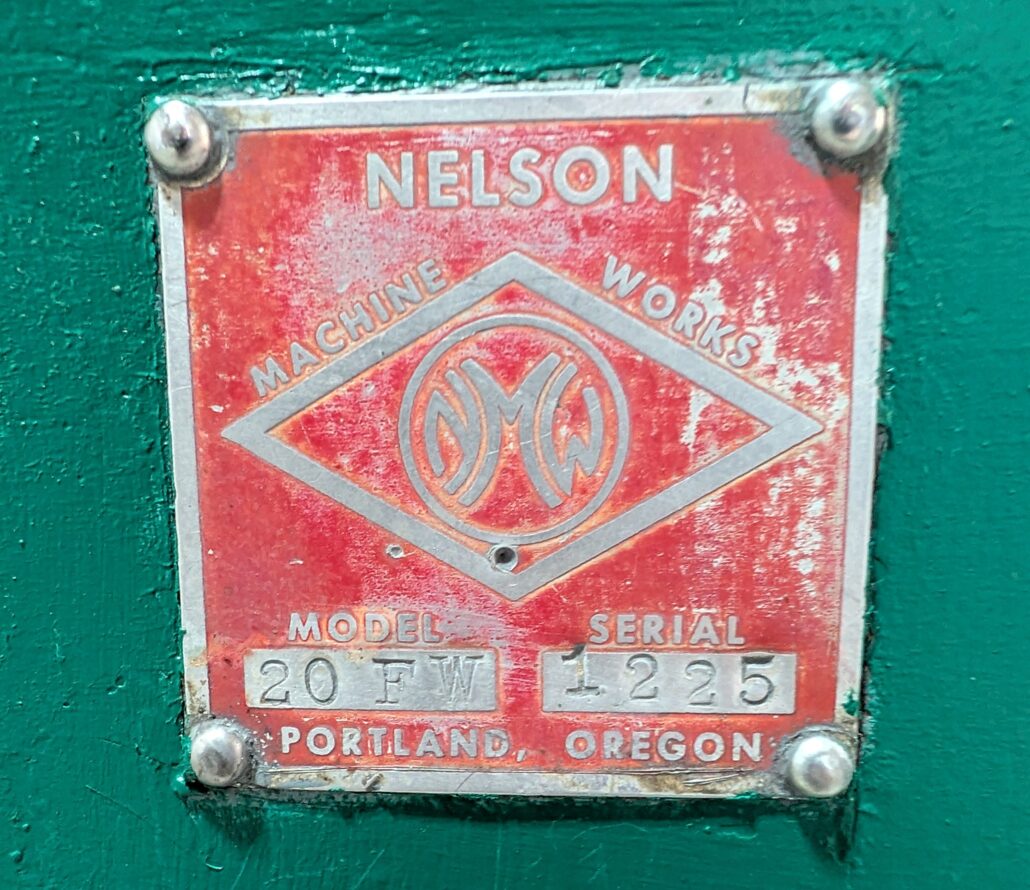 NELSON
MACHINE WORKS
NMW
MODEL SERIAL
20 FW 1225
PORTLAND, OREGON